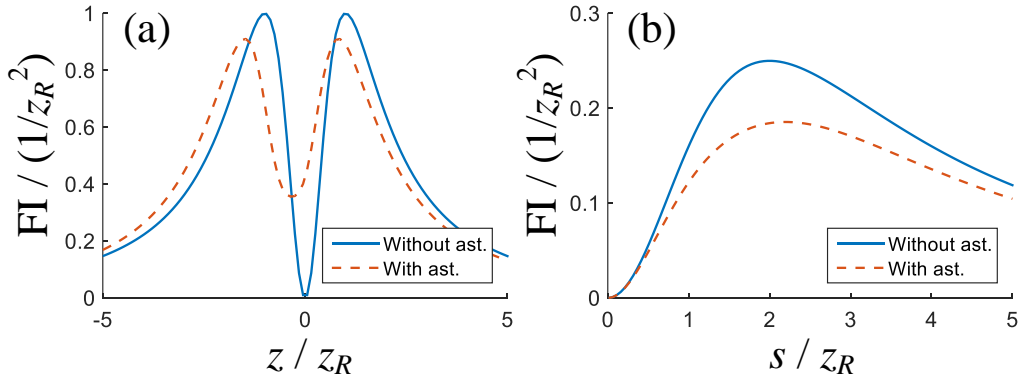 (a)
FI / (1/z_R^2)
1
0.8
0.6
0.4
0.2
0
-5
0
5
z / z_R
Without ast.
With ast.
(b)
FI / (1/z_R^2)
0.3
0.2
0.1
0
0
1
2
3
4
5
s / z_R
Without ast.
With ast.